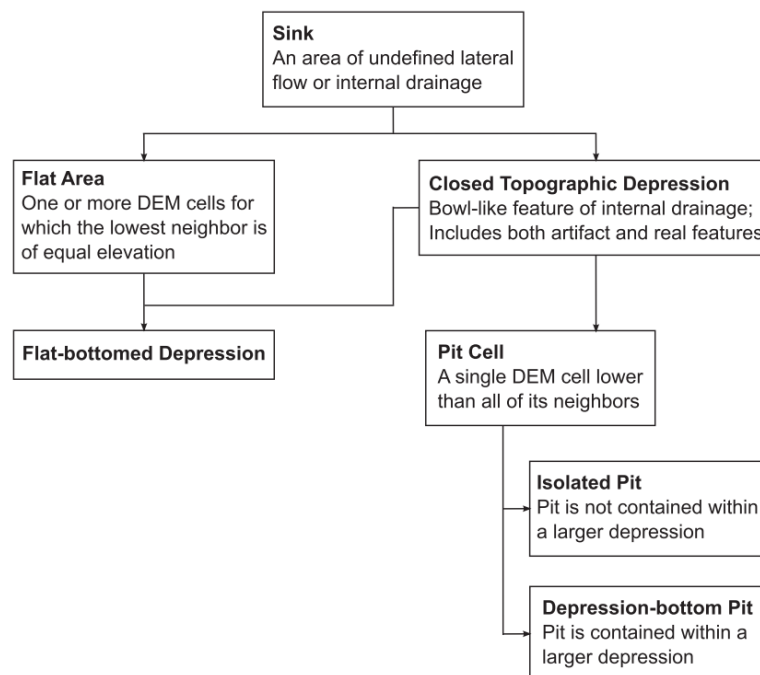 Sink
An area of undefined lateral
flow or internal drainage
Flat Area
One or more DEM cells for
which the lowest neighbor is
of equal elevation
Closed Topographic Depression
Bowl-like feature of internal drainage;
Includes both artifact and real features
Flat-bottomed Depression
Pit Cell
A single DEM cell lower
than all of its neighbors
Isolated Pit
Pit is not contained within
a larger depression
Depression-bottom Pit
Pit is contained within a
larger depression